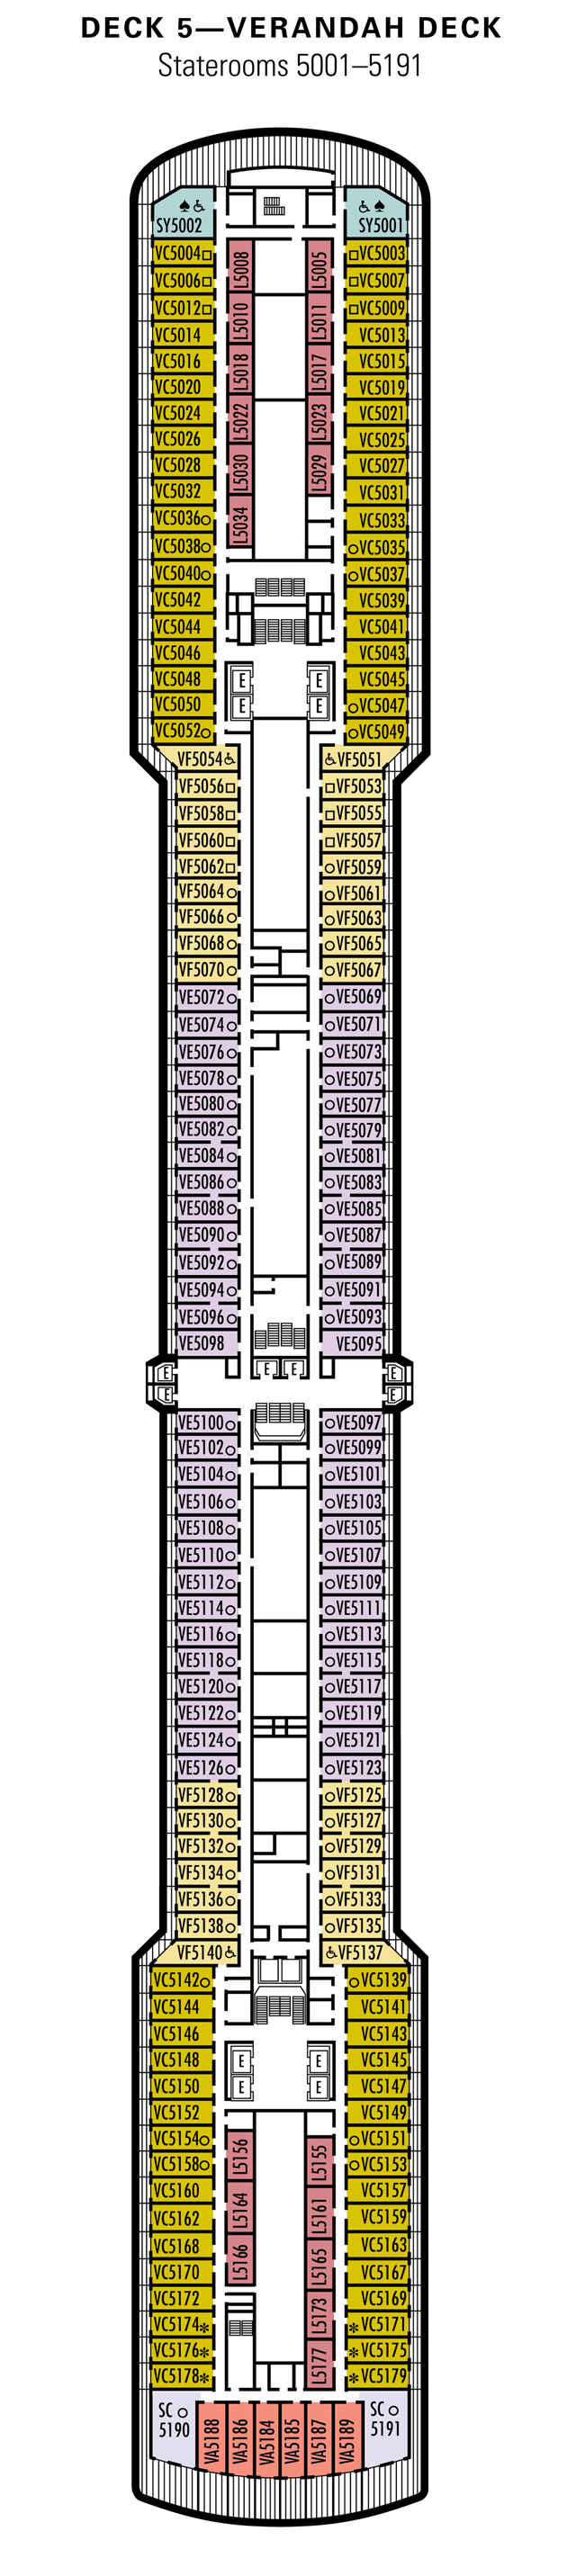 DECK 5—VERANDAH DECK
Staterooms 5001–5191
SY5002 SY5001
VC5004 L5008 L5005 VC5003
VC5006 VC5007
VC5012 L5010 L5011 VC5009
VC5014 VC5013
VC5016 L5018 L5017 VC5015
VC5020 VC5019
VC5024 L5022 L5023 VC5021
VC5026 VC5025
VC5028 L5030 L5029 VC5027
VC5032 VC5031
VC5036 L5034 VC5033
VC5038 VC5035
VC5040 VC5037
VC5042 VC5039
VC5044 VC5041
VC5046 VC5043
VC5048 E E VC5045
VC5050 E E VC5047
VC5052 VC5049
VF5054 VF5051
VF5056 VF5053
VF5058 VF5055
VF5060 VF5057
VF5062 VF5059
VF5064 VF5061
VF5066 VF5063
VF5068 VF5065
VF5070 VF5067
VE5072 VE5069
VE5074 VE5071
VE5076 VE5073
VE5078 VE5075
VE5080 VE5077
VE5082 VE5079
VE5084 VE5081
VE5086 VE5083
VE5088 VE5085
VE5090 VE5087
VE5092 VE5089
VE5094 VE5091
VE5096 VE5093
VE5098 VE5095
E E E E
E E
VE5100 VE5097
VE5102 VE5099
VE5104 VE5101
VE5106 VE5103
VE5108 VE5105
VE5110 VE5107
VE5112 VE5109
VE5114 VE5111
VE5116 VE5113
VE5118 VE5115
VE5120 VE5117
VE5122 VE5119
VE5124 VE5121
VE5126 VE5123
VF5128 VF5125
VF5130 VF5127
VF5132 VF5129
VF5134 VF5131
VF5136 VF5133
VF5138 VF5135
VF5140 VF5137
VC5142 VC5139
VC5144 VC5141
VC5146 VC5143
VC5148 E E VC5145
VC5150 E E VC5147
VC5152 VC5149
VC5154 L5156 L5155 VC5151
VC5158 VC5153
VC5160 L5164 L5161 VC5157
VC5162 VC5159
VC5168 L5166 L5165 VC5163
VC5170 VC5167
VC5172 L5173 VC5169
VC5174* *VC5171
VC5176* L5177 *VC5175
VC5178* *VC5179
SC 5190 VA5188 VA5186 VA5184 VA5185 VA5187 VA5189 SC 5191